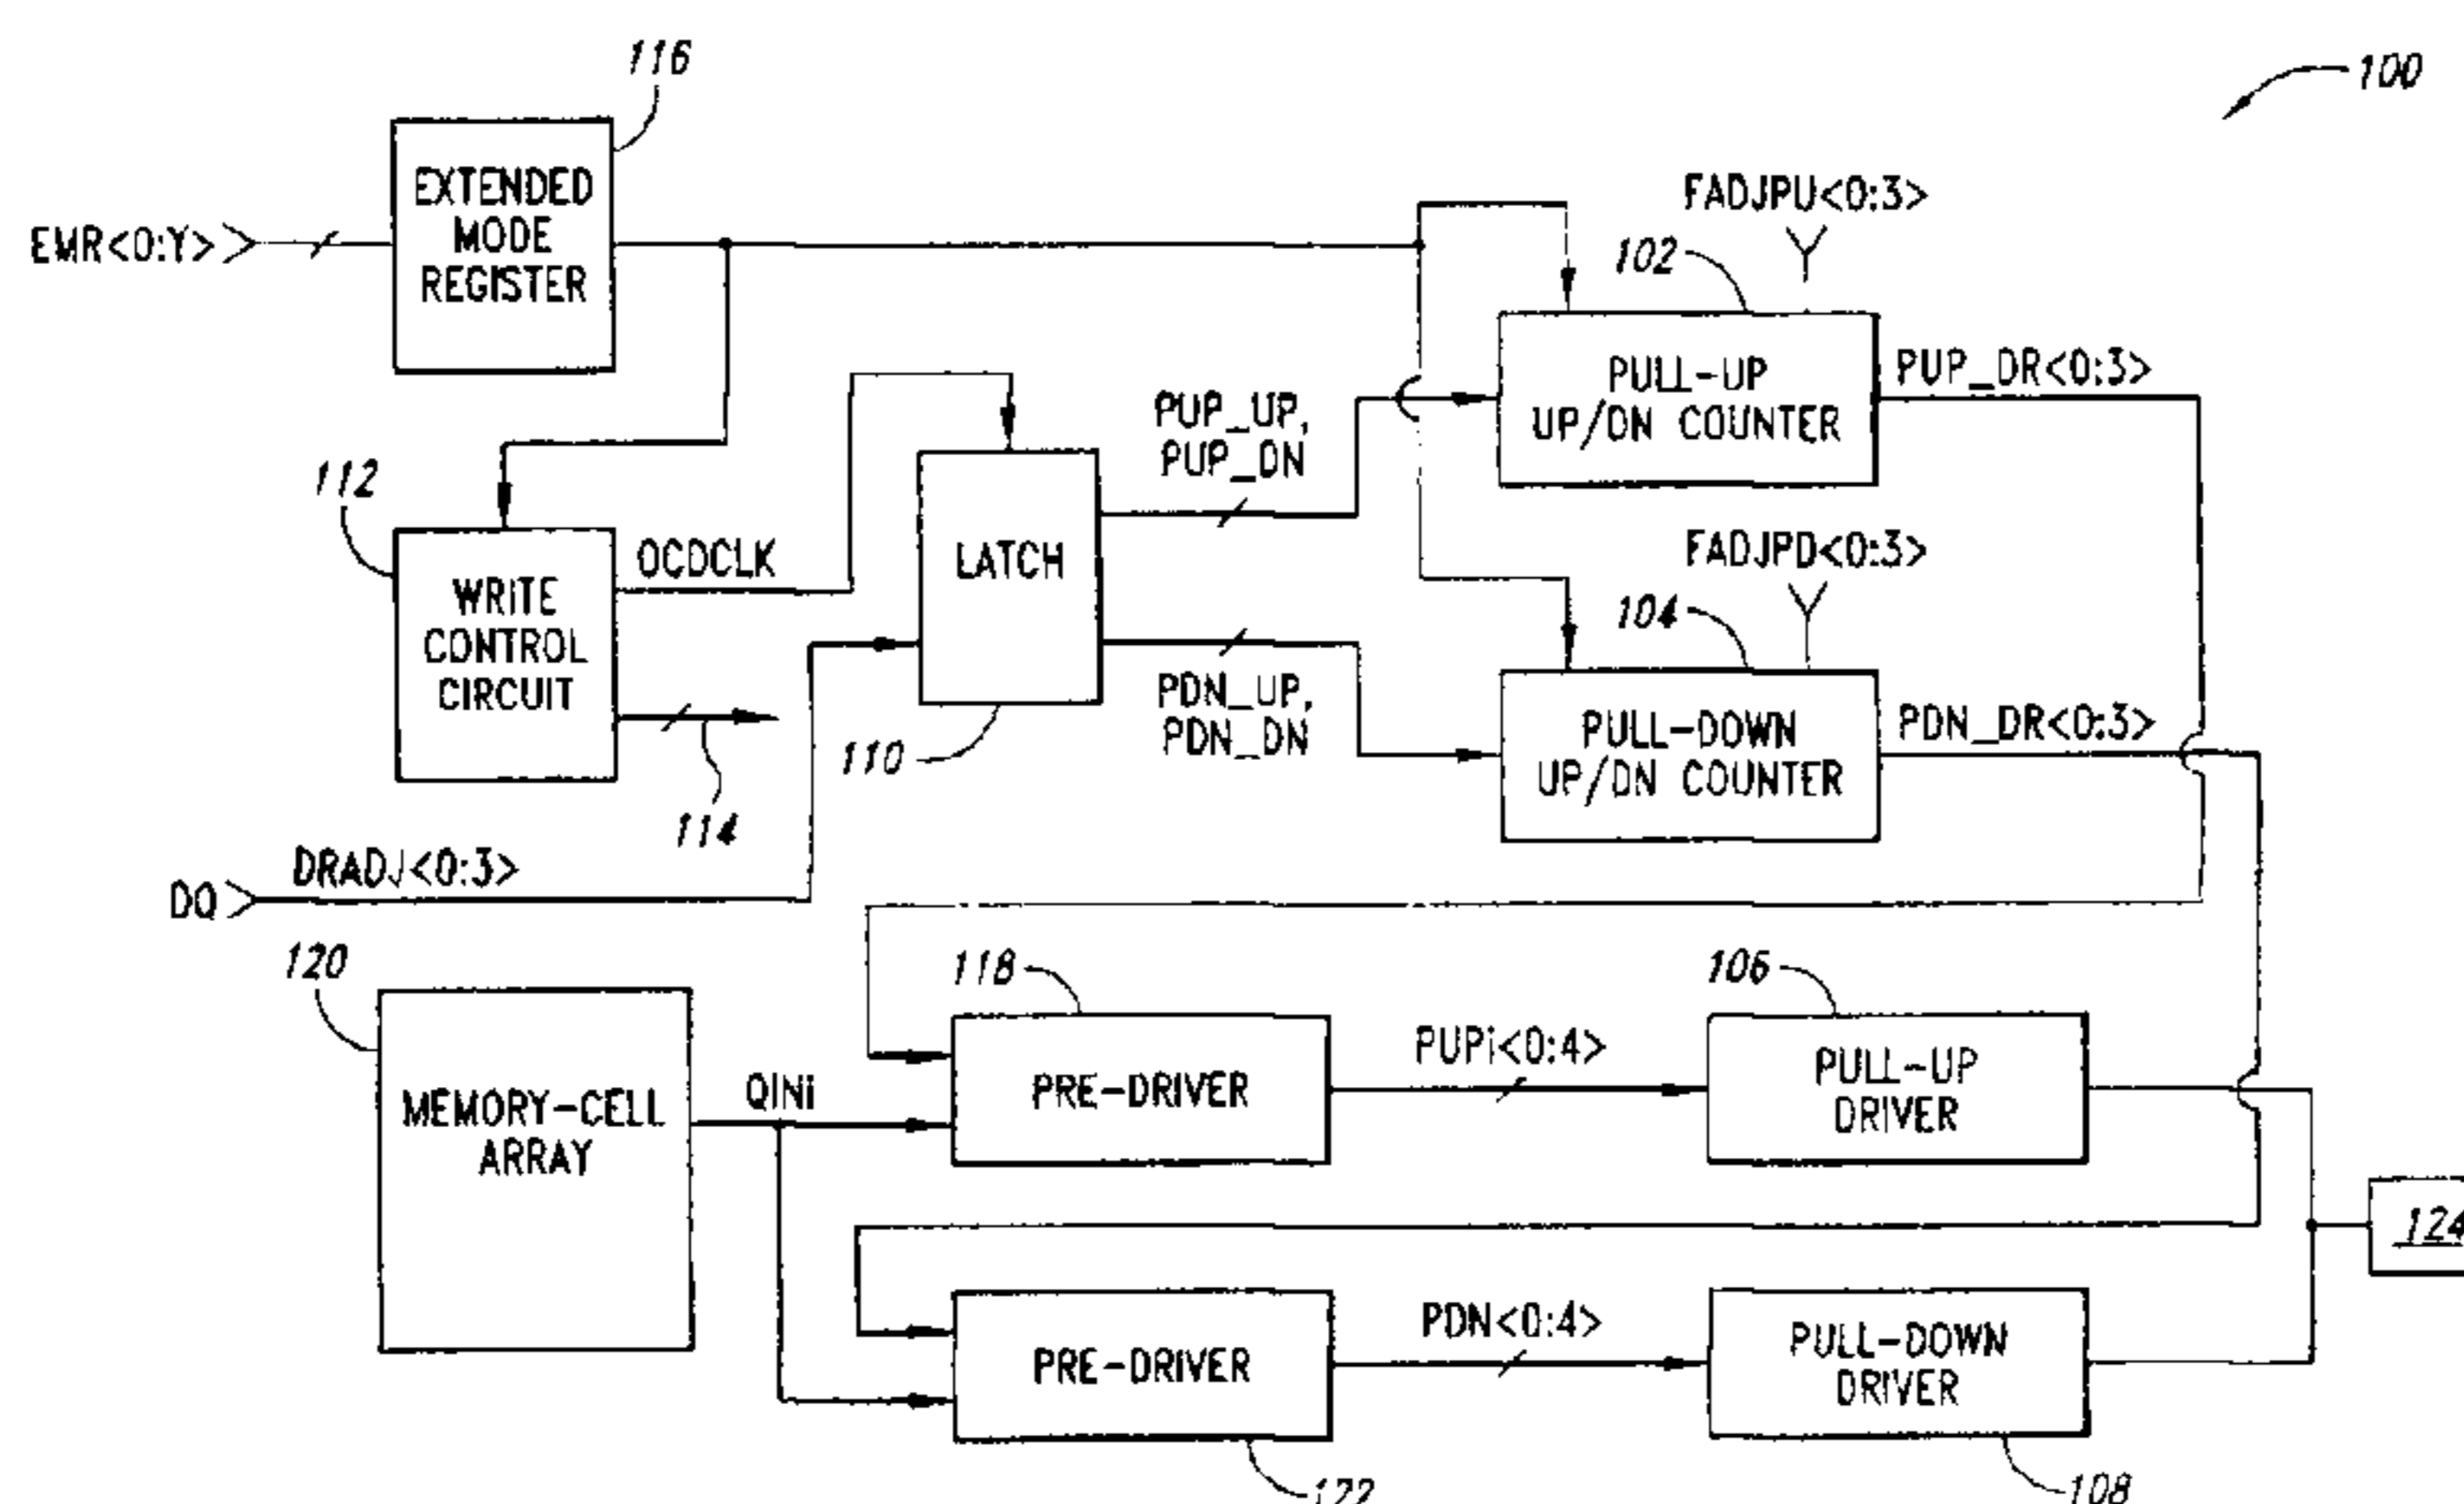 116
100
EXTENDED
MODE
REGISTER
EMR<0:Y>
FADJPU<0:3>
102
PULL-UP
UP/DN COUNTER
PUP_DR<0:3>
PUP_UP,
PUP_DN
112
WRITE
CONTROL
CIRCUIT
OCDCLK
LATCH
110
114
PDN_UP,
PDN_DN
FADJPD<0:3>
104
PULL-DOWN
UP/DN COUNTER
PDN_DR<0:3>
DQ
DRADJ<0:3>
120
MEMORY-CELL
ARRAY
QINi
118
PRE-DRIVER
PUPi<0:4>
106
PULL-UP
DRIVER
124
PRE-DRIVER
122
PDN<0:4>
PULL-DOWN
DRIVER
108